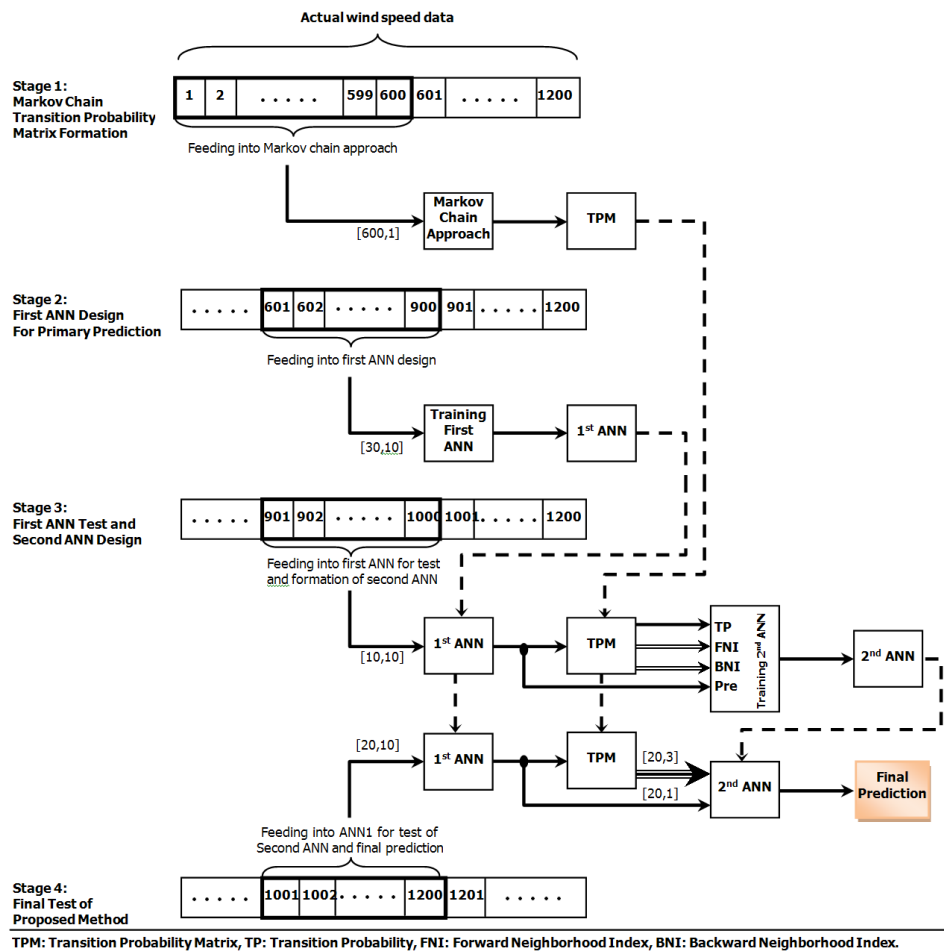 Actual wind speed data
Stage 1:
Markov Chain
Transition Probability
Matrix Formation
1 2 . . . . . 599 600 601 . . . . . 1200
Feeding into Markov chain approach
[600,1]
Markov
Chain
Approach
TPM
Stage 2:
First ANN Design
For Primary Prediction
. . . . . 601 602 . . . . . 900 901 . . . . . 1200
Feeding into first ANN design
[30,10]
Training
First
ANN
1st ANN
Stage 3:
First ANN Test and
Second ANN Design
. . . . . 901 902 . . . . . 1000 1001 . . . . . 1200
Feeding into first ANN for test
and formation of second ANN
[10,10]
1st ANN
TPM
TP
FNI
BNI
Pre
Training 2nd ANN
2nd ANN
[20,10]
1st ANN
TPM
[20,3]
[20,1]
2nd ANN
Final
Prediction
Feeding into ANN1 for test of
Second ANN and final prediction
Stage 4:
Final Test of
Proposed Method
. . . . . 1001 1002 . . . . . 1200 1201 . . . . .
TPM: Transition Probability Matrix, TP: Transition Probability, FNI: Forward Neighborhood Index, BNI: Backward Neighborhood Index.